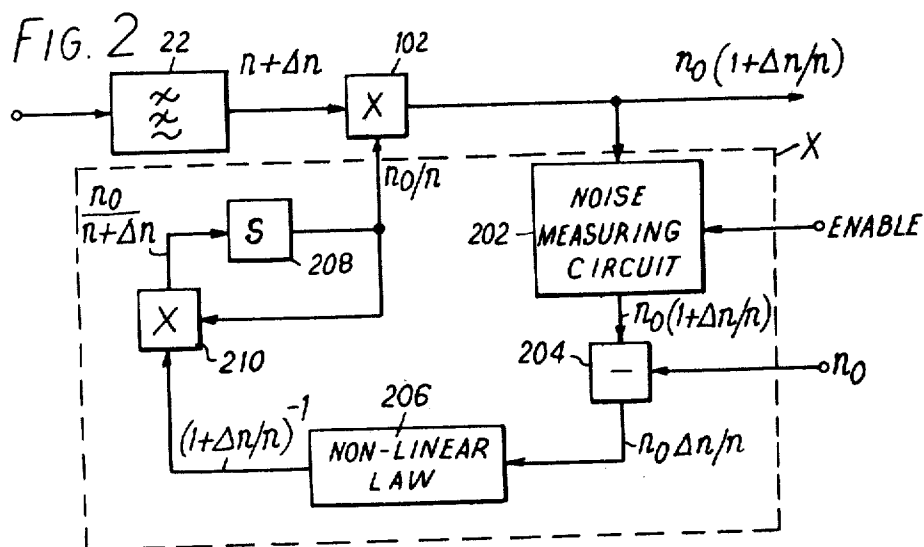 FIG. 2
22
n+Δn
102
X
n₀(1+Δn/n)
X
n₀/n
n₀
n+Δn
S
208
NOISE
202 MEASURING
CIRCUIT
ENABLE
X
210
n₀(1+Δn/n)
204
−
n₀
206
(1+Δn/n)⁻¹
NON-LINEAR
LAW
n₀Δn/n